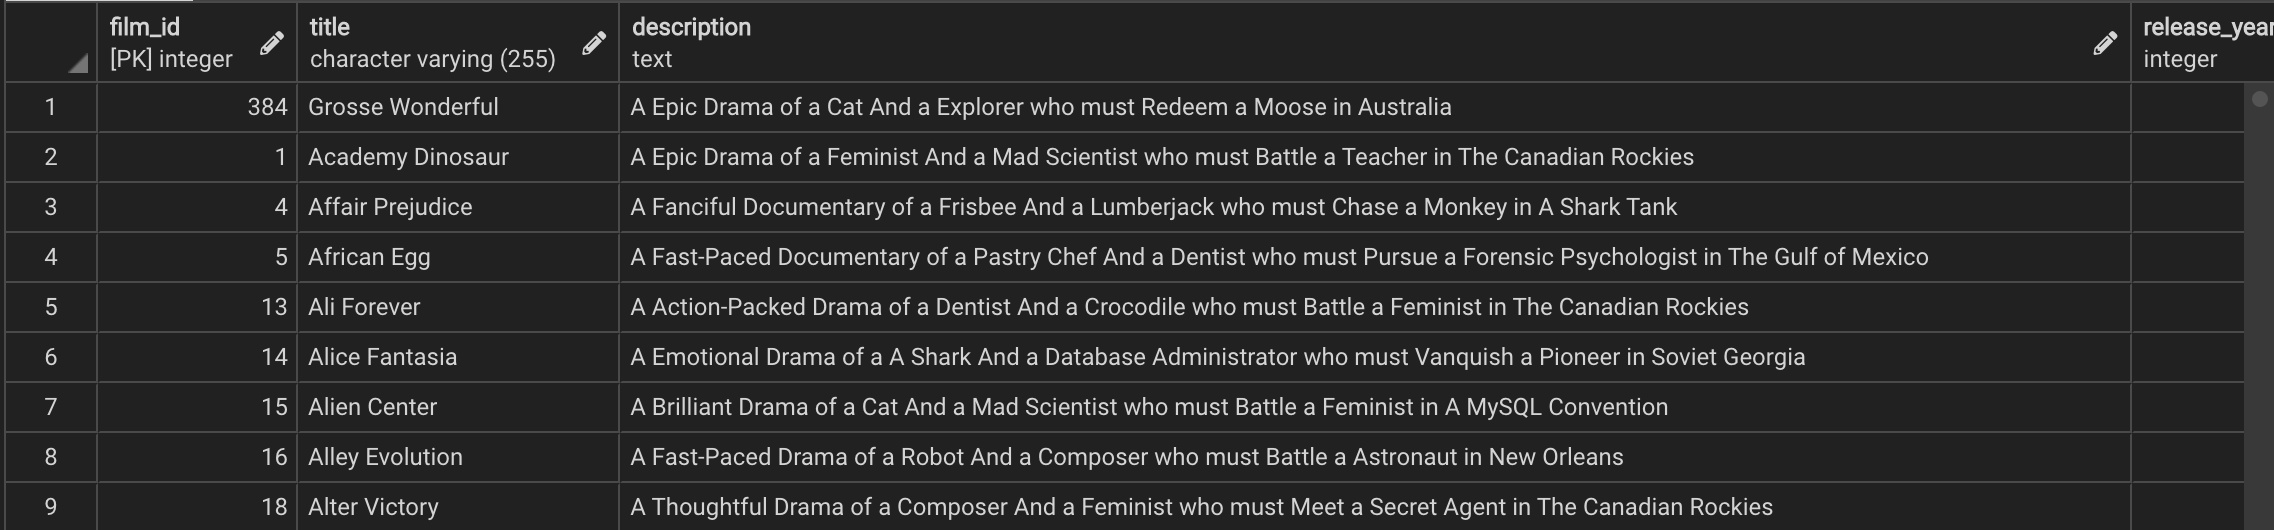 film_id title description release_year
[PK] integer character varying (255) text integer
1 384 Grosse Wonderful A Epic Drama of a Cat And a Explorer who must Redeem a Moose in Australia
2 1 Academy Dinosaur A Epic Drama of a Feminist And a Mad Scientist who must Battle a Teacher in The Canadian Rockies
3 4 Affair Prejudice A Fanciful Documentary of a Frisbee And a Lumberjack who must Chase a Monkey in A Shark Tank
4 5 African Egg A Fast-Paced Documentary of a Pastry Chef And a Dentist who must Pursue a Forensic Psychologist in The Gulf of Mexico
5 13 Ali Forever A Action-Packed Drama of a Dentist And a Crocodile who must Battle a Feminist in The Canadian Rockies
6 14 Alice Fantasia A Emotional Drama of a A Shark And a Database Administrator who must Vanquish a Pioneer in Soviet Georgia
7 15 Alien Center A Brilliant Drama of a Cat And a Mad Scientist who must Battle a Feminist in A MySQL Convention
8 16 Alley Evolution A Fast-Paced Drama of a Robot And a Composer who must Battle a Astronaut in New Orleans
9 18 Alter Victory A Thoughtful Drama of a Composer And a Feminist who must Meet a Secret Agent in The Canadian Rockies